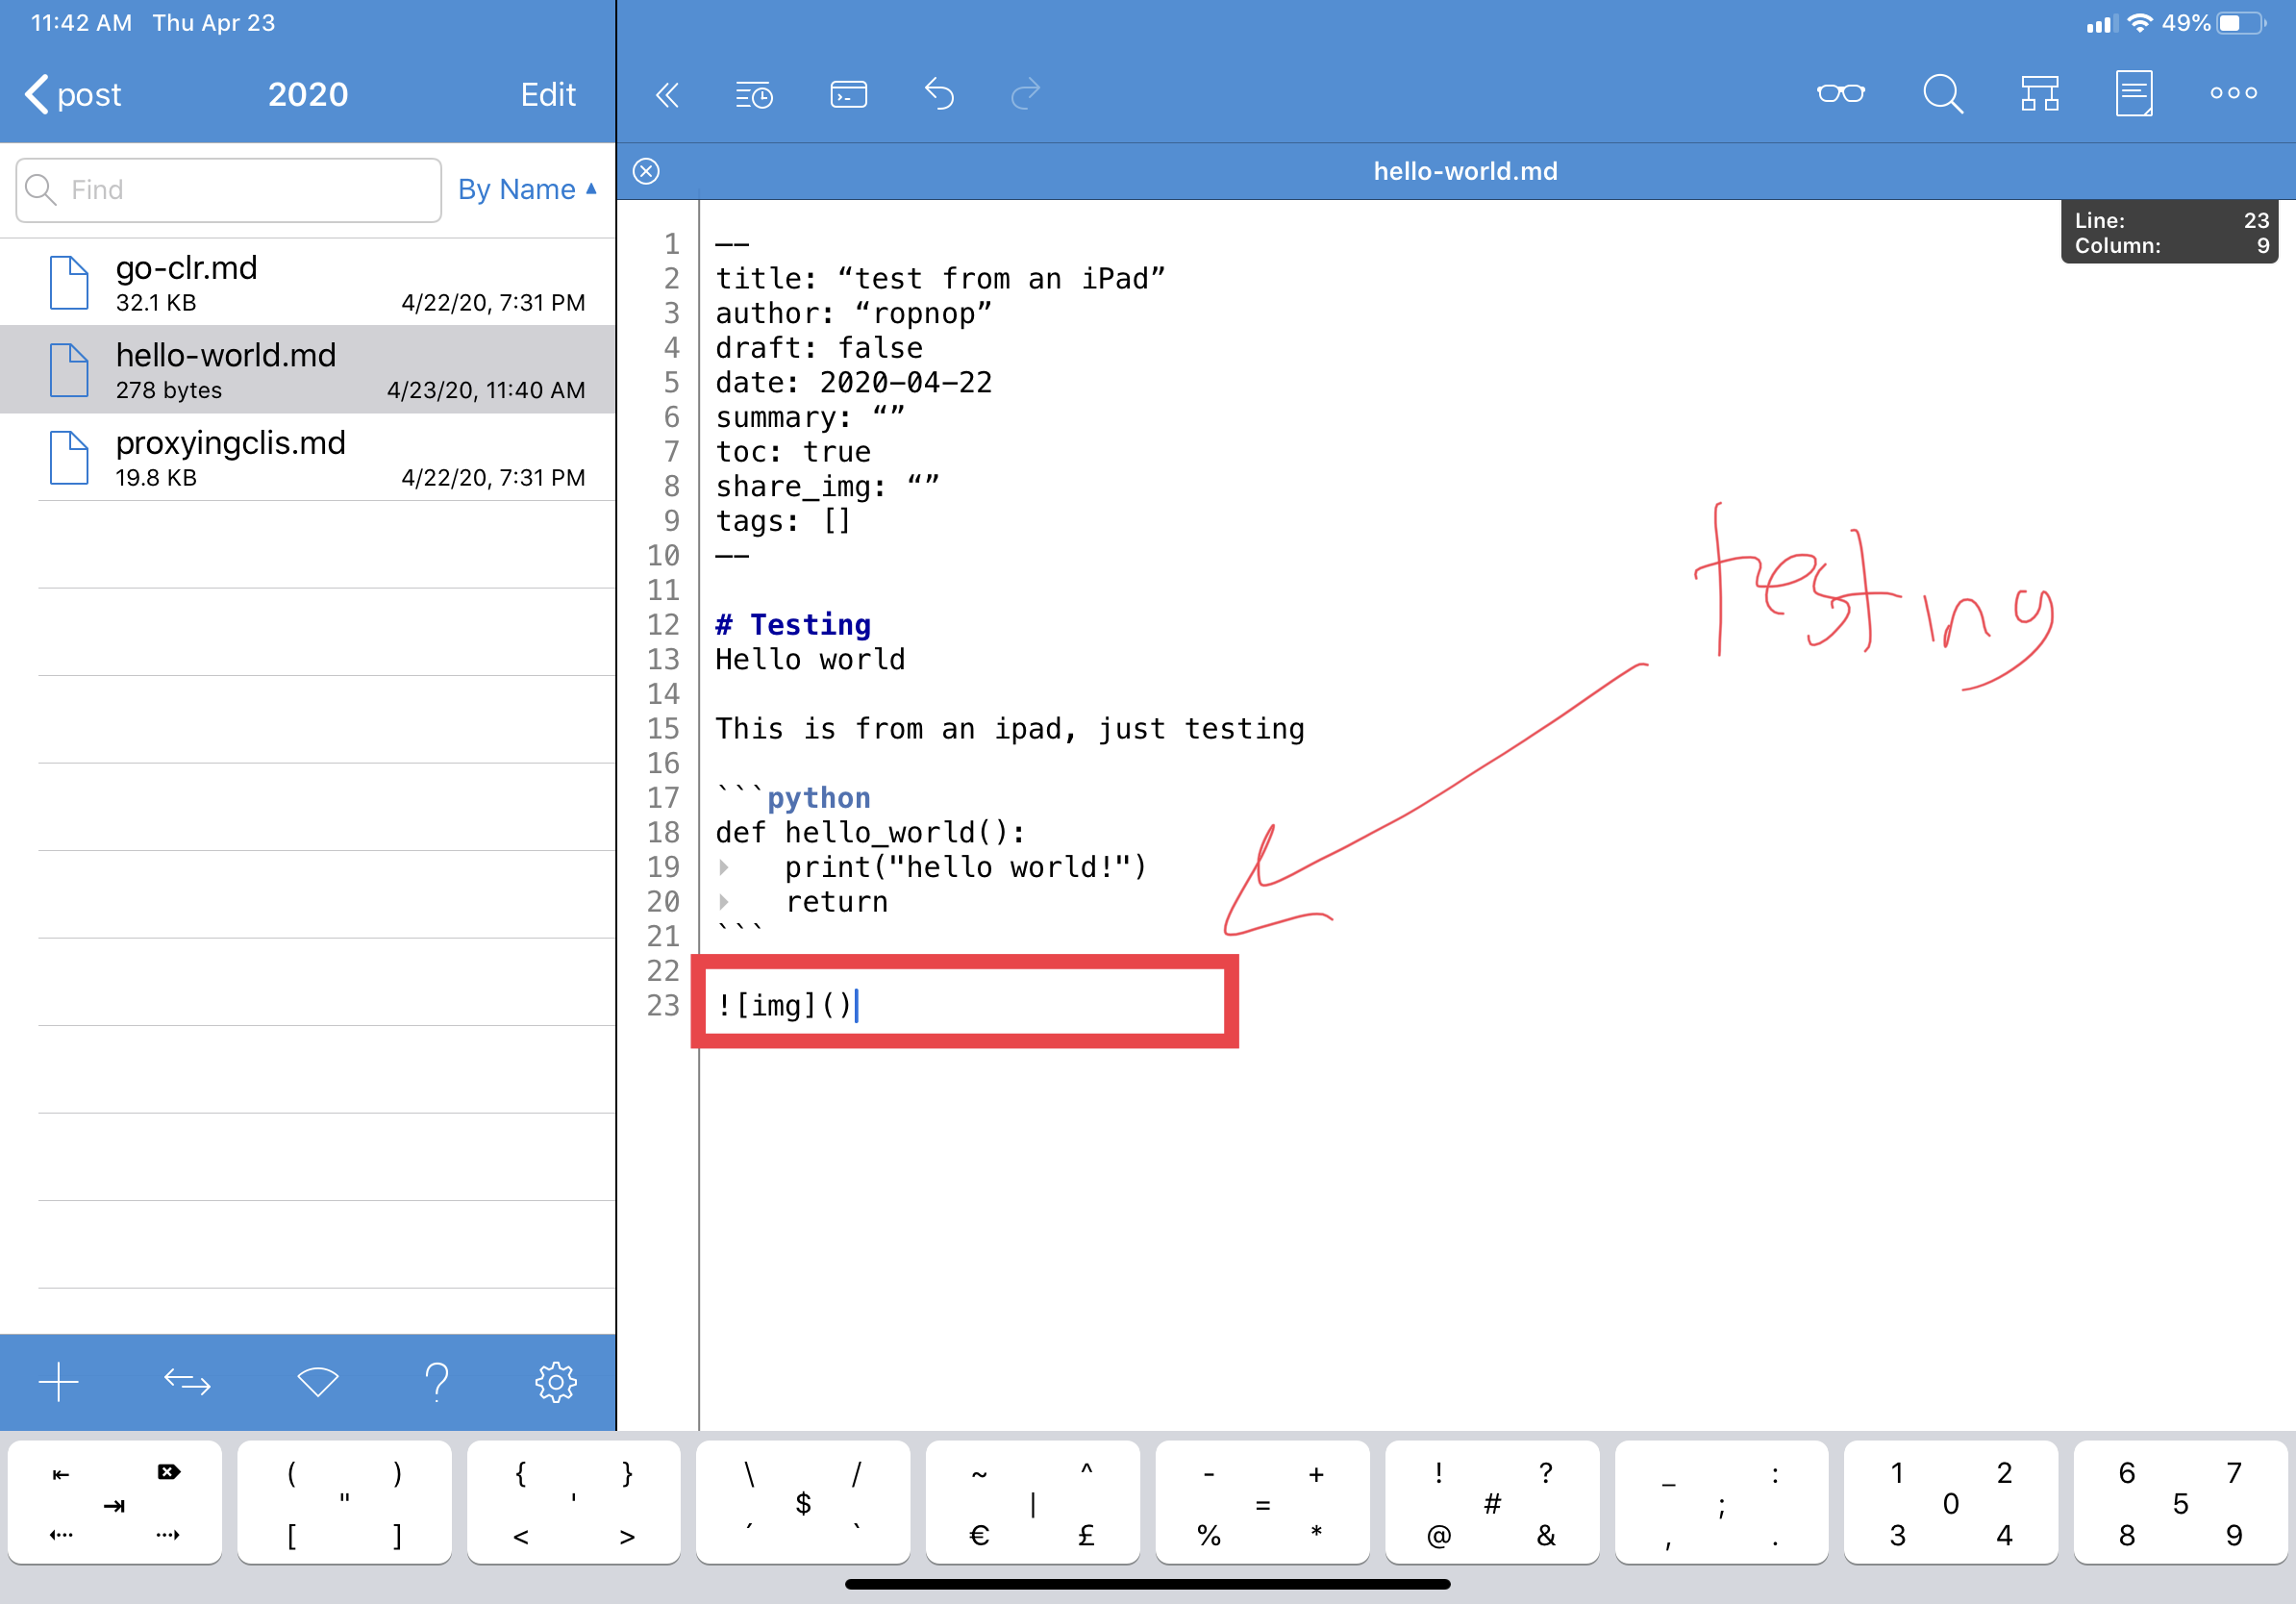 11:42 AM Thu Apr 23
49%
post 2020 Edit
Find By Name ▲
go-clr.md
32.1 KB 4/22/20, 7:31 PM
hello-world.md
278 bytes 4/23/20, 11:40 AM
proxyingclis.md
19.8 KB 4/22/20, 7:31 PM
hello-world.md
Line: 23
Column: 9
1 ——
2 title: “test from an iPad”
3 author: “ropnop”
4 draft: false
5 date: 2020-04-22
6 summary: “”
7 toc: true
8 share_img: “”
9 tags: []
10 ——
11
12 # Testing
13 Hello world
14
15 This is from an ipad, just testing
16
17 ```python
18 def hello_world():
19 print("hello world!")
20 return
21 ```
22
23 ![img]()
testing
( ) { } \ / ~ ^ - + ! ? _ : 1 2 6 7
" ' $ | = # ; 0 5
[ ] < > ´ ` € £ % * @ & , . 3 4 8 9